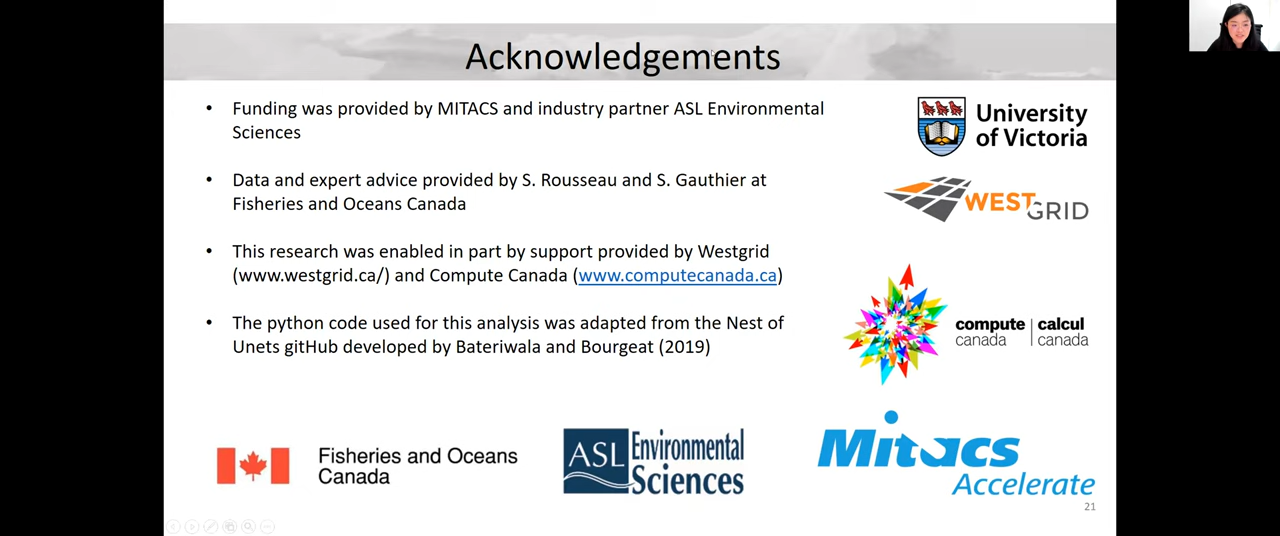 Acknowledgements
• Funding was provided by MITACS and industry partner ASL Environmental
Sciences
• Data and expert advice provided by S. Rousseau and S. Gauthier at
Fisheries and Oceans Canada
• This research was enabled in part by support provided by Westgrid
(www.westgrid.ca/) and Compute Canada (www.computecanada.ca)
• The python code used for this analysis was adapted from the Nest of
Unets gitHub developed by Bateriwala and Bourgeat (2019)
University
of Victoria
WESTGRID
compute | calcul
canada | canada
Fisheries and Oceans
Canada
ASL Environmental
Sciences
Mitacs
Accelerate
21